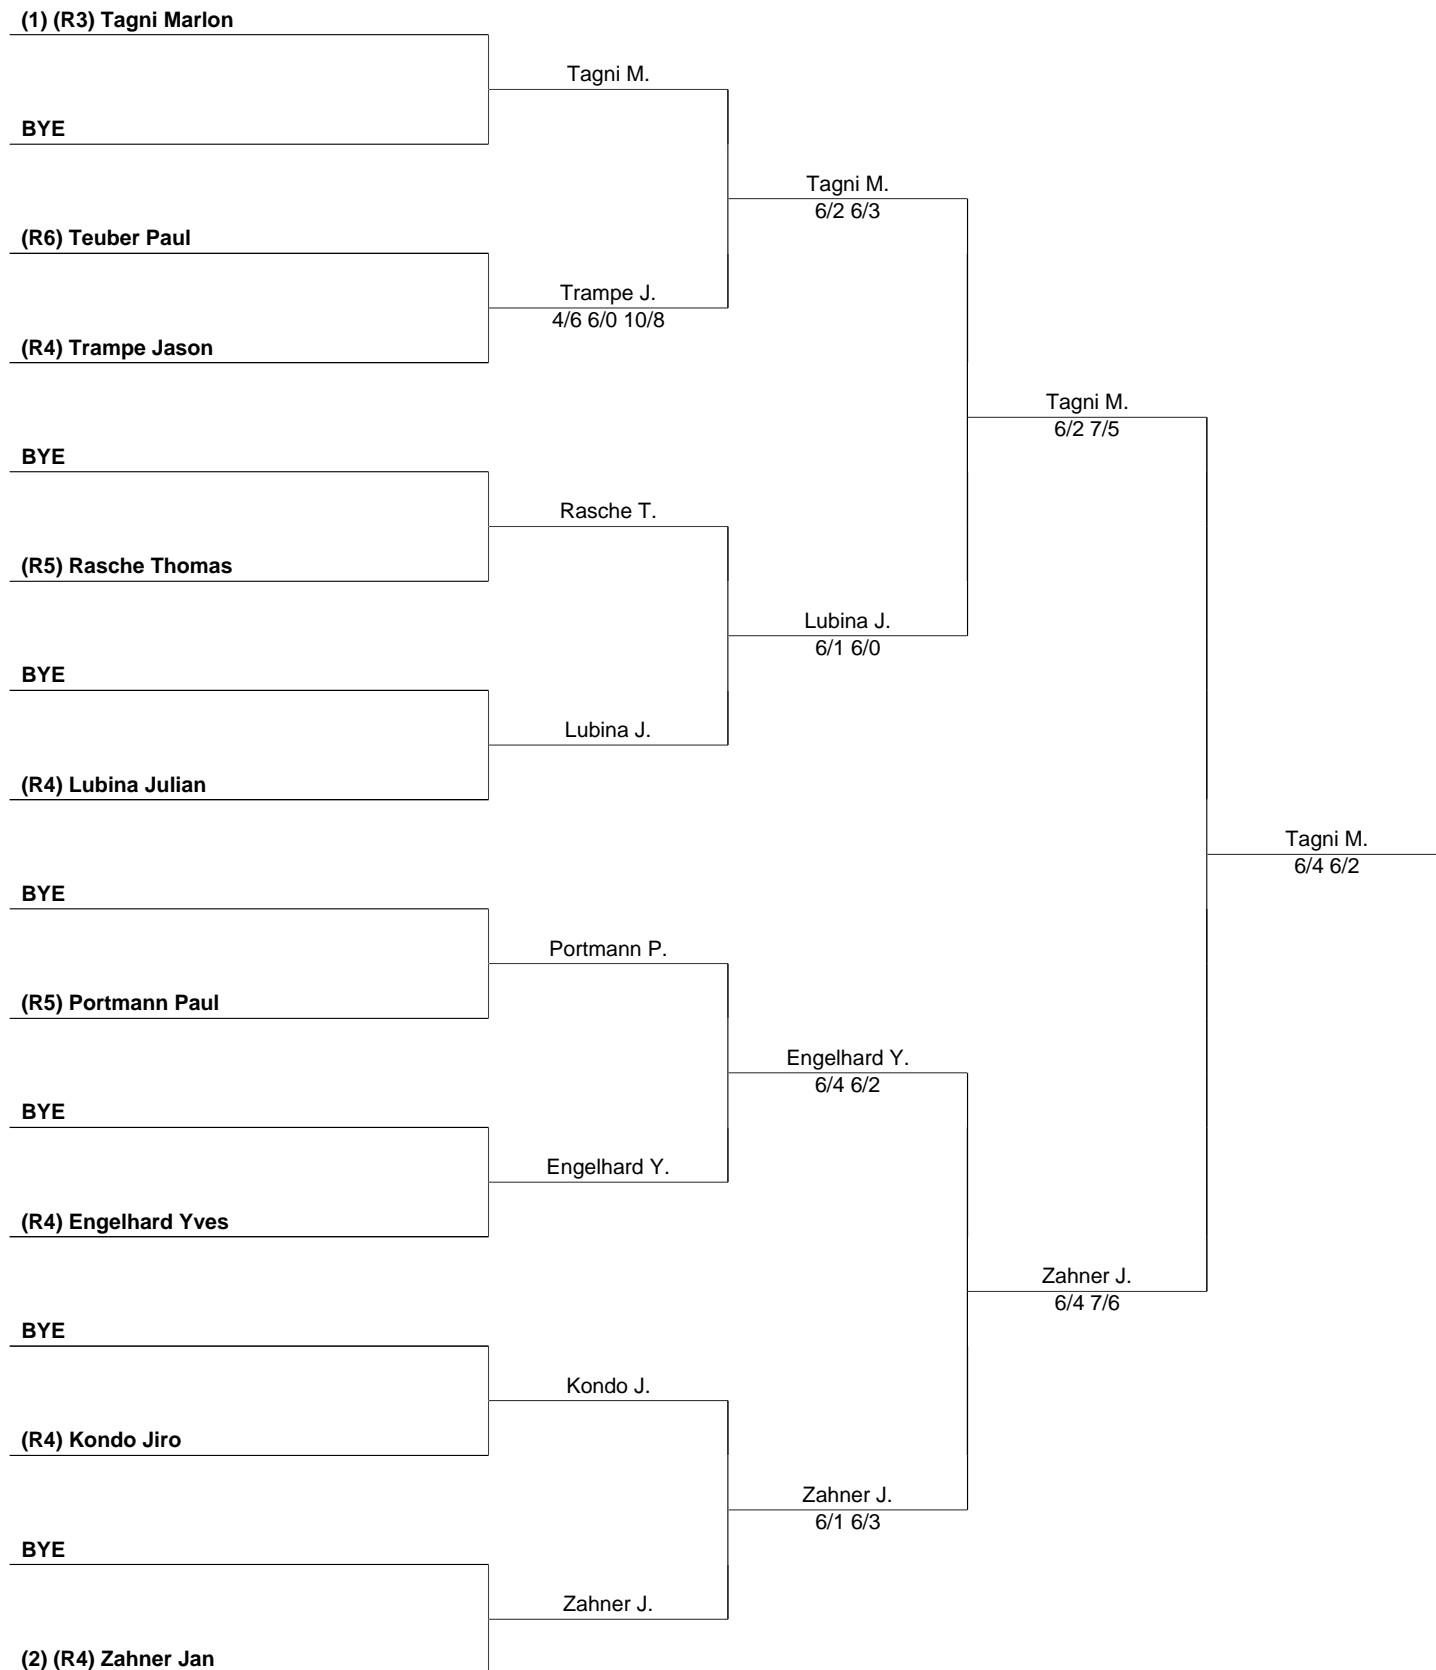 (1) (R3) Tagni Marlon
Tagni M.
BYE
Tagni M.
6/2 6/3
(R6) Teuber Paul
Trampe J.
4/6 6/0 10/8
(R4) Trampe Jason
Tagni M.
6/2 7/5
BYE
Rasche T.
(R5) Rasche Thomas
Lubina J.
6/1 6/0
BYE
Lubina J.
(R4) Lubina Julian
Tagni M.
6/4 6/2
BYE
Portmann P.
(R5) Portmann Paul
Engelhard Y.
6/4 6/2
BYE
Engelhard Y.
(R4) Engelhard Yves
Zahner J.
6/4 7/6
BYE
Kondo J.
(R4) Kondo Jiro
Zahner J.
6/1 6/3
BYE
Zahner J.
(2) (R4) Zahner Jan